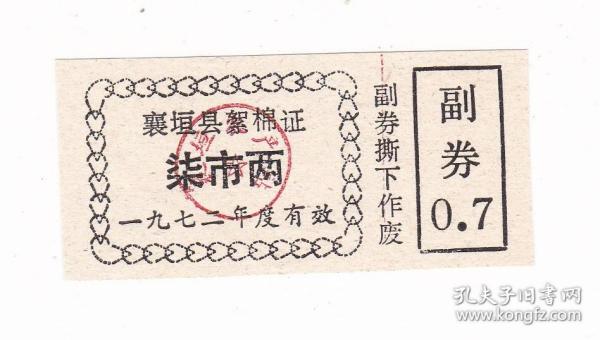 襄垣县絮棉证
柒市两
一九七二年度有效
副券撕下作废
副券
0.7
孔夫子旧书网
www.kongfz.com